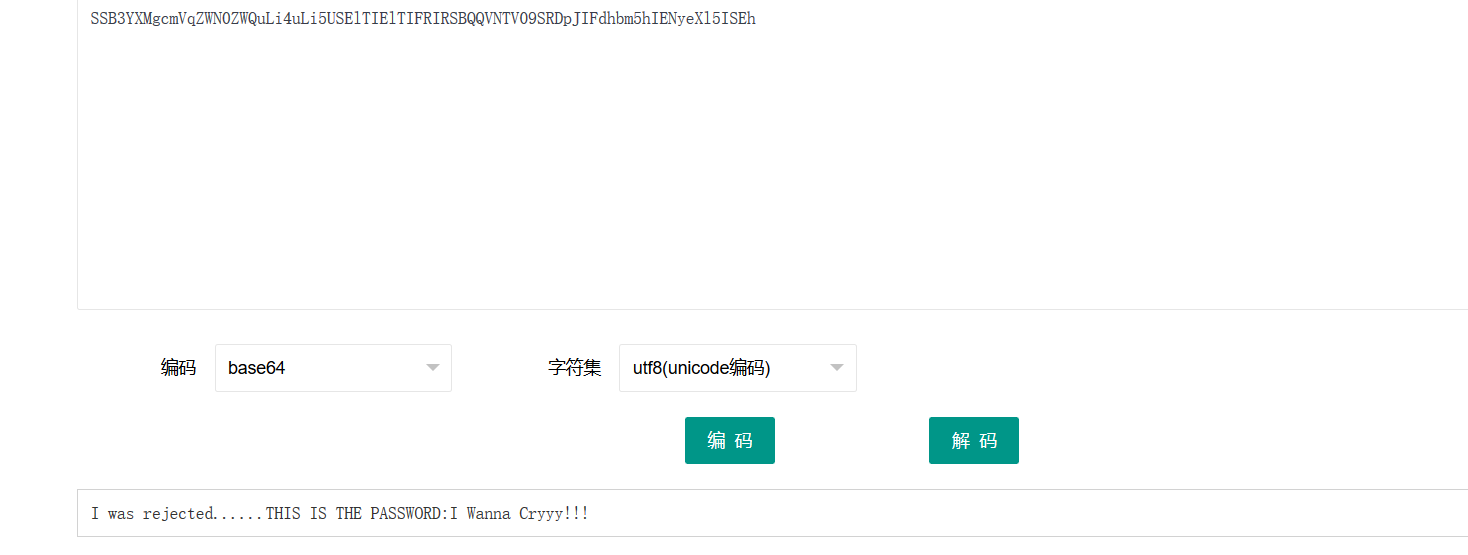 SSB3YXMgcmVqZWN0ZWQuLi4uLi5USElTIElTIFRIRSBQQVNTV09SRDpJIFdhbm5hIENyeXl5ISEh
编码
base64
字符集
utf8(unicode编码)
编 码
解 码
I was rejected......THIS IS THE PASSWORD:I Wanna Cryyy!!!